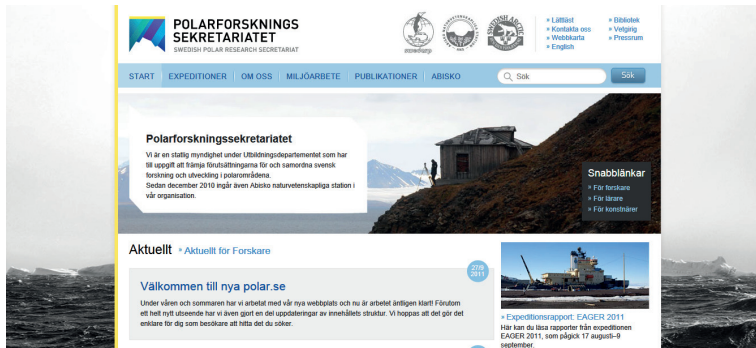 POLARFORSKNINGS
SEKRETARIATET
SWEDISH POLAR RESEARCH SECRETARIAT
swedarp
» Lättläst
» Kontakta oss
» Webbkarta
» English
» Bibliotek
» Vetgirig
» Pressrum
START EXPEDITIONER OM OSS MILJÖARBETE PUBLIKATIONER ABISKO
Sök Sök
Polarforskningssekretariatet
Vi är en statlig myndighet under Utbildningsdepartementet som har
till uppgift att främja förutsättningarna för och samordna svensk
forskning och utveckling i polarområdena.
Sedan december 2010 ingår även Abisko naturvetenskapliga station i
vår organisation.
Snabblänkar
» För forskare
» För lärare
» För konstnärer
Aktuellt » Aktuellt för Forskare
27/9
2011
Välkommen till nya polar.se
Under våren och sommaren har vi arbetat med vår nya webbplats och nu är arbetet äntligen klart! Förutom
ett helt nytt utseende har vi även gjort en del uppdateringar av innehållets struktur. Vi hoppas att det gör det
enklare för dig som besökare att hitta det du söker.
» Expeditionsrapport: EAGER 2011
Här kan du läsa rapporter från expeditionen
EAGER 2011, som pågick 17 augusti–9
september.